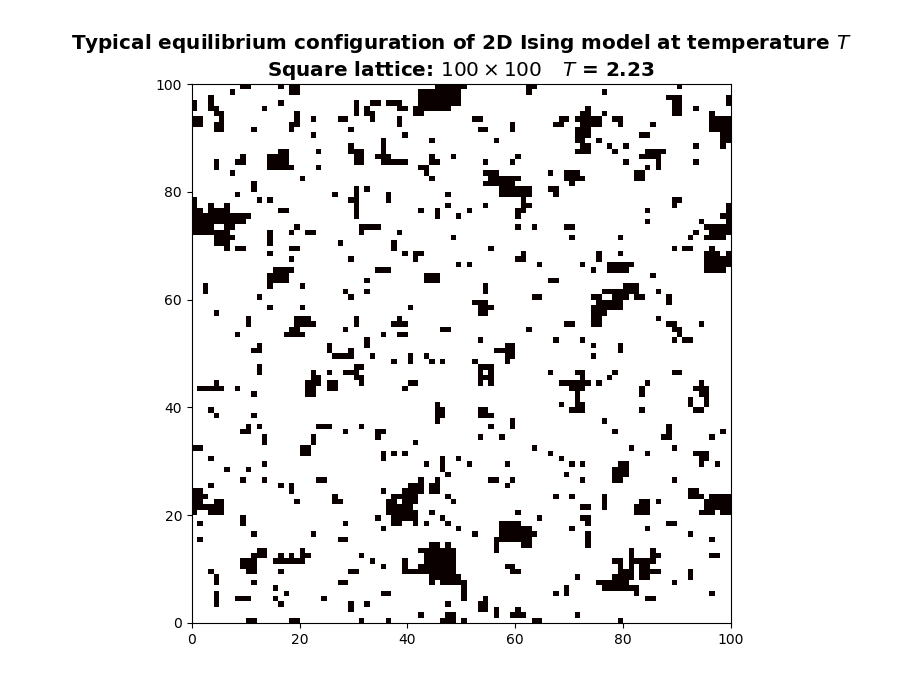 Typical equilibrium configuration of 2D Ising model at temperature T
Square lattice: 100 × 100 T = 2.23
100
80
60
40
20
0
0 20 40 60 80 100